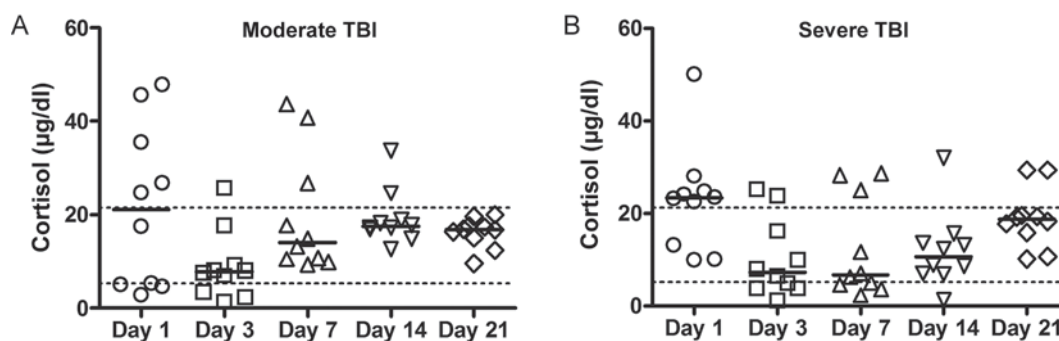 A
Moderate TBI
Cortisol (µg/dl)
60
40
20
0
Day 1 Day 3 Day 7 Day 14 Day 21
B
Severe TBI
Cortisol (µg/dl)
60
40
20
0
Day 1 Day 3 Day 7 Day 14 Day 21